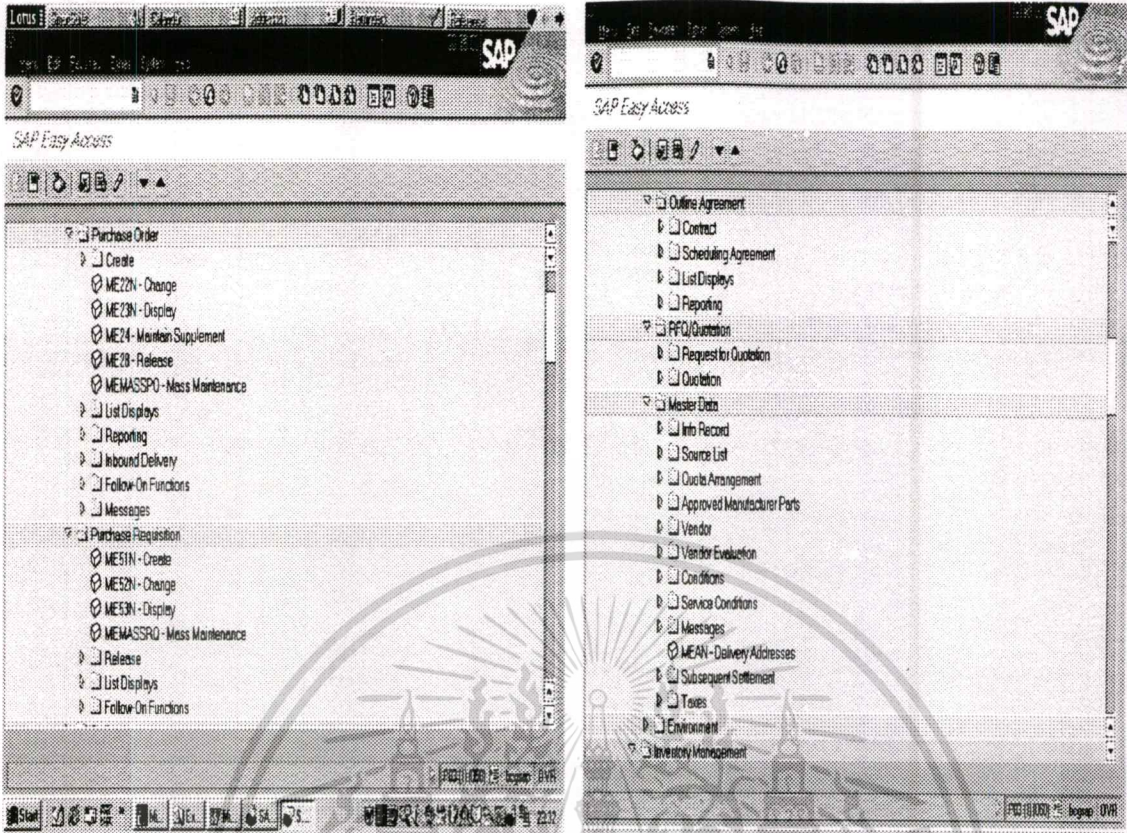 Lotus
SAP
SAP Easy Access
Purchase Order
Create
ME22N - Change
ME23N - Display
ME24 - Maintain Supplement
ME28 - Release
MEMASSPO - Mass Maintenance
List Displays
Reporting
Inbound Delivery
Follow-On Functions
Messages
Purchase Requisition
ME51N - Create
ME52N - Change
ME53N - Display
MEMASSRQ - Mass Maintenance
Release
List Displays
Follow-On Functions
OVR
Start
SAP
SAP Easy Access
Outline Agreement
Contract
Scheduling Agreement
List Displays
Reporting
RFQ/Quotation
Request for Quotation
Quotation
Master Data
Info Record
Source List
Quota Arrangement
Approved Manufacturer Parts
Vendor
Vendor Evaluation
Conditions
Service Conditions
Messages
MEAN - Delivery Addresses
Subsequent Settlement
Taxes
Environment
Inventory Management
OVR